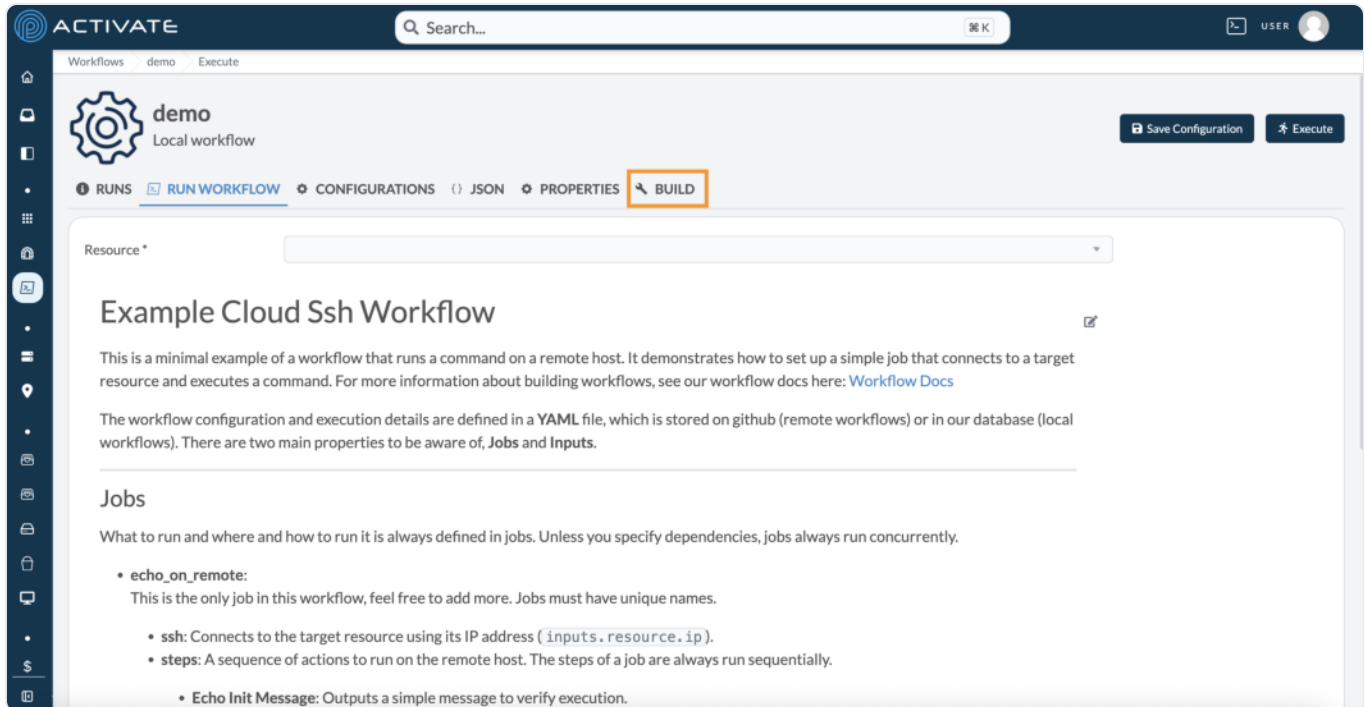 ACTIVATE
Search...
⌘ K
USER
Workflows demo Execute
demo
Local workflow
Save Configuration
Execute
RUNS RUN WORKFLOW CONFIGURATIONS {} JSON PROPERTIES BUILD
Resource *
Example Cloud Ssh Workflow
This is a minimal example of a workflow that runs a command on a remote host. It demonstrates how to set up a simple job that connects to a target
resource and executes a command. For more information about building workflows, see our workflow docs here: Workflow Docs
The workflow configuration and execution details are defined in a YAML file, which is stored on github (remote workflows) or in our database (local
workflows). There are two main properties to be aware of, Jobs and Inputs.
Jobs
What to run and where and how to run it is always defined in jobs. Unless you specify dependencies, jobs always run concurrently.
• echo_on_remote:
This is the only job in this workflow, feel free to add more. Jobs must have unique names.
• ssh: Connects to the target resource using its IP address (inputs.resource.ip).
• steps: A sequence of actions to run on the remote host. The steps of a job are always run sequentially.
• Echo Init Message: Outputs a simple message to verify execution.
$